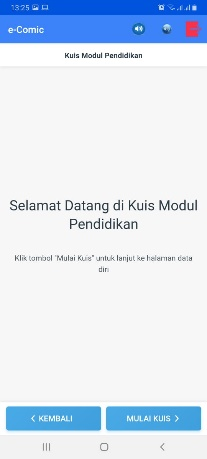 13:25
e-Comic
Kuis Modul Pendidikan
Selamat Datang di Kuis Modul
Pendidikan
Klik tombol "Mulai Kuis" untuk lanjut ke halaman data
diri
KEMBALI
MULAI KUIS